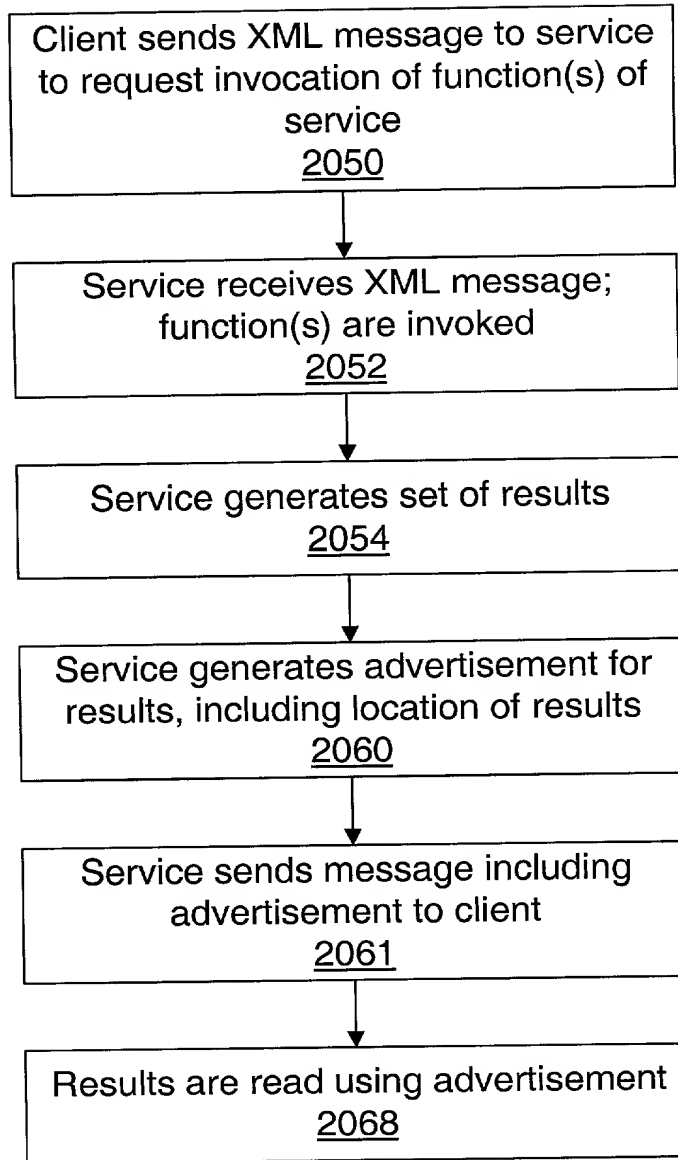 Client sends XML message to service
to request invocation of function(s) of
service
2050
Service receives XML message;
function(s) are invoked
2052
Service generates set of results
2054
Service generates advertisement for
results, including location of results
2060
Service sends message including
advertisement to client
2061
Results are read using advertisement
2068